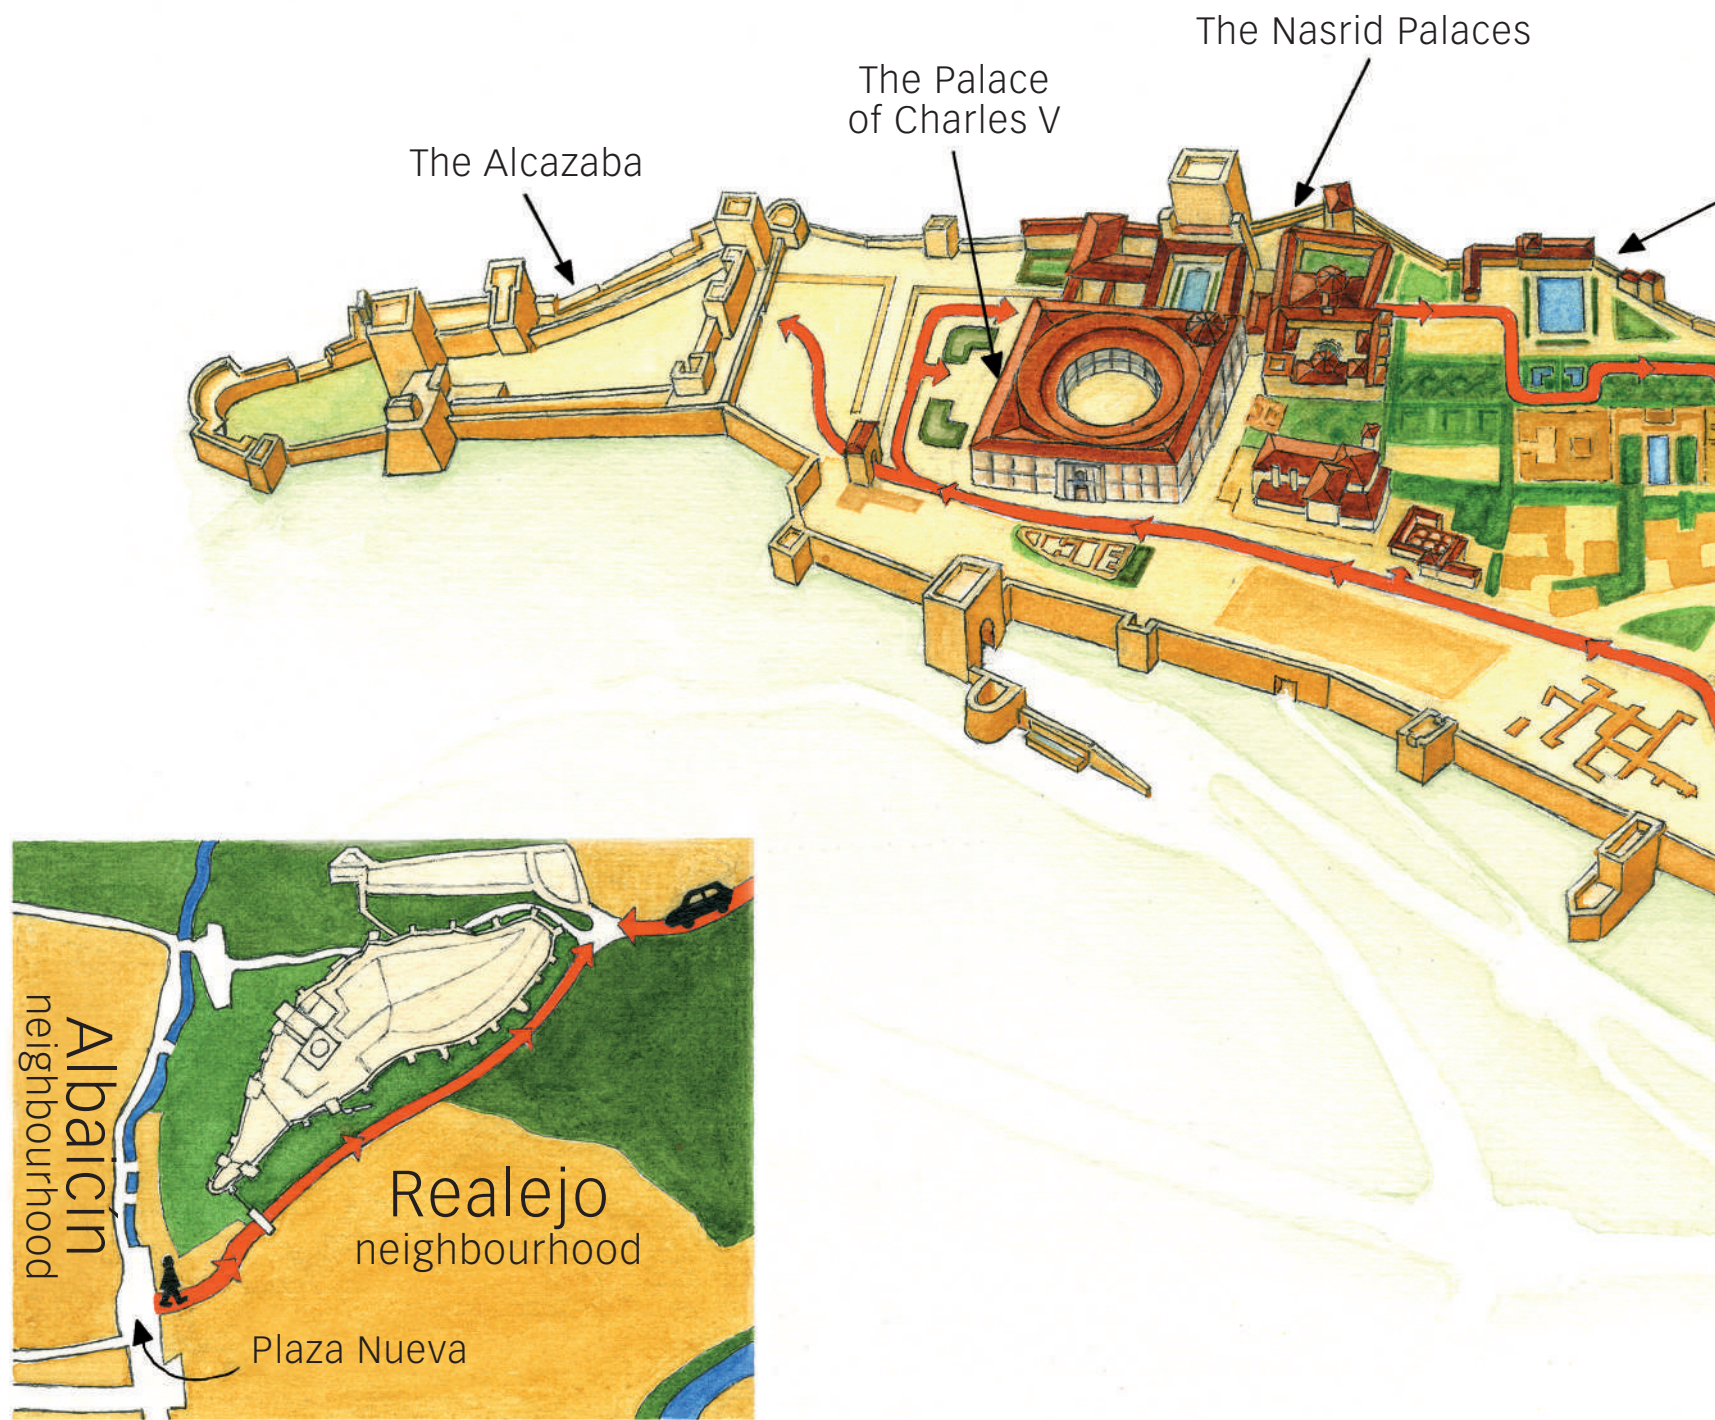 The Nasrid Palaces
The Palace
of Charles V
The Alcazaba
Albaicín
neighbourhood
Realejo
neighbourhood
Plaza Nueva